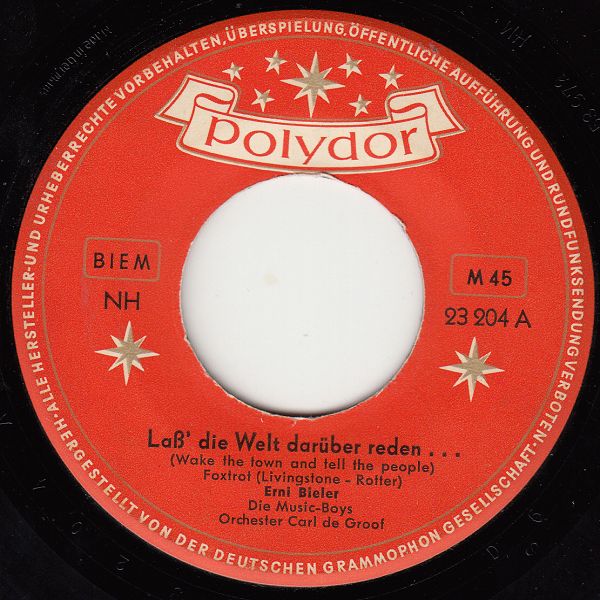 ALLE HERSTELLER- UND URHEBERRECHTE VORBEHALTEN, ÜBERSPIELUNG, ÖFFENTLICHE AUFFÜHRUNG UND RUNDFUNKSENDUNG VERBOTEN
polydor
BIEM
NH
M 45
23 204 A
Laß' die Welt darüber reden . . .
(Wake the town and tell the people)
Foxtrot (Livingstone - Rotter)
Erni Bieler
Die Music-Boys
Orchester Carl de Groof
HERGESTELLT VON DER DEUTSCHEN GRAMMOPHON GESELLSCHAFT